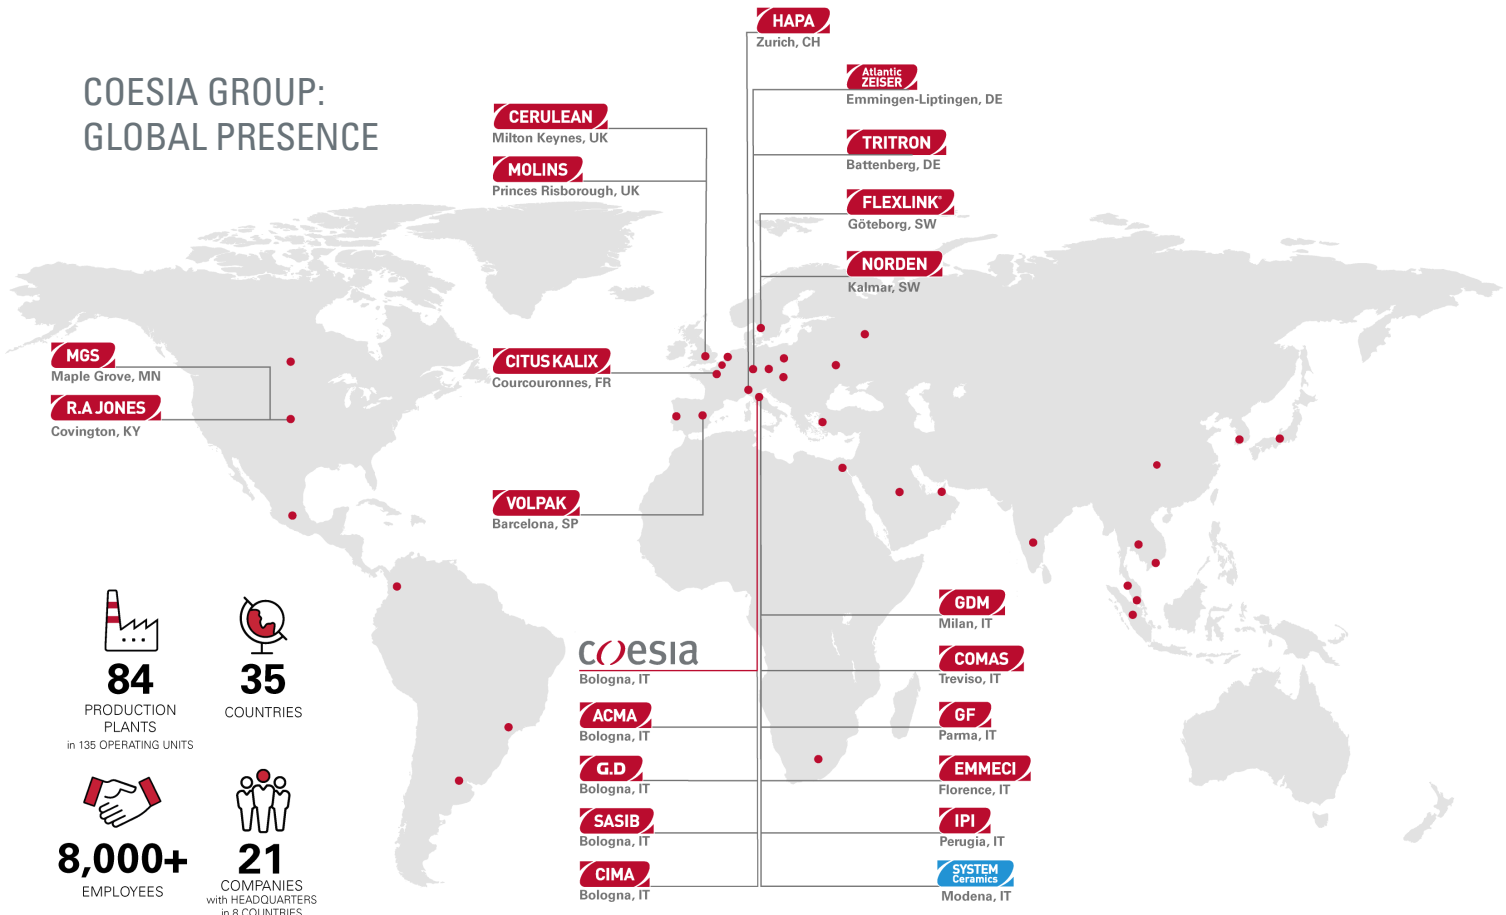 COESIA GROUP:
GLOBAL PRESENCE
HAPA
Zurich, CH
Atlantic
ZEISER
Emmingen-Liptingen, DE
CERULEAN
Milton Keynes, UK
TRITRON
Battenberg, DE
MOLINS
Princes Risborough, UK
FLEXLINK®
Göteborg, SW
NORDEN
Kalmar, SW
MGS
Maple Grove, MN
R.A JONES
Covington, KY
CITUS KALIX
Courcouronnes, FR
VOLPAK
Barcelona, SP
84
PRODUCTION
PLANTS
in 135 OPERATING UNITS
35
COUNTRIES
8,000+
EMPLOYEES
21
COMPANIES
with HEADQUARTERS
in 8 COUNTRIES
coesia
Bologna, IT
ACMA
Bologna, IT
G.D
Bologna, IT
SASIB
Bologna, IT
CIMA
Bologna, IT
GDM
Milan, IT
COMAS
Treviso, IT
GF
Parma, IT
EMMECI
Florence, IT
IPI
Perugia, IT
SYSTEM
Ceramics
Modena, IT